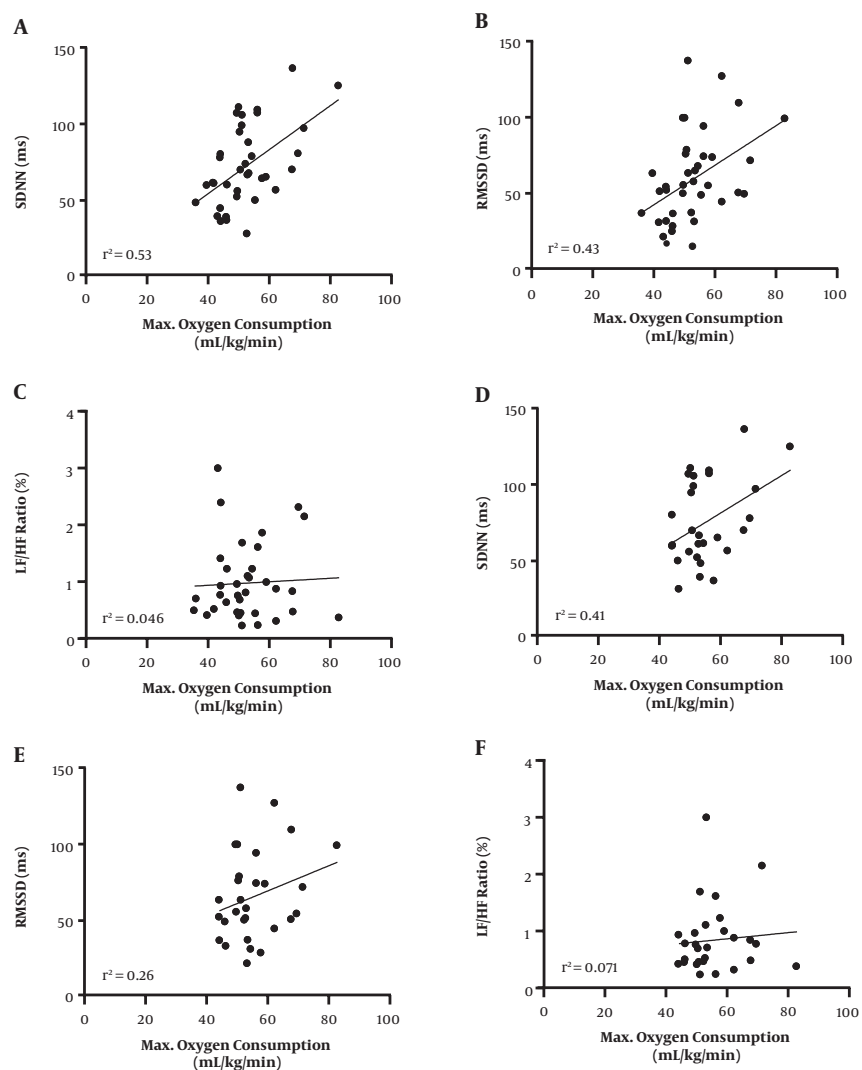 A
150
100
50
0
SDNN (ms)
r² = 0.53
0 20 40 60 80 100
Max. Oxygen Consumption
(mL/kg/min)
B
150
100
50
0
RMSSD (ms)
r² = 0.43
0 20 40 60 80 100
Max. Oxygen Consumption
(mL/kg/min)
C
4
3
2
1
0
LF/HF Ratio (%)
r² = 0.046
0 20 40 60 80 100
Max. Oxygen Consumption
(mL/kg/min)
D
150
100
50
0
SDNN (ms)
r² = 0.41
0 20 40 60 80 100
Max. Oxygen Consumption
(mL/kg/min)
E
150
100
50
0
RMSSD (ms)
r² = 0.26
0 20 40 60 80 100
Max. Oxygen Consumption
(mL/kg/min)
F
4
3
2
1
0
LF/HF Ratio (%)
r² = 0.071
0 20 40 60 80 100
Max. Oxygen Consumption
(mL/kg/min)